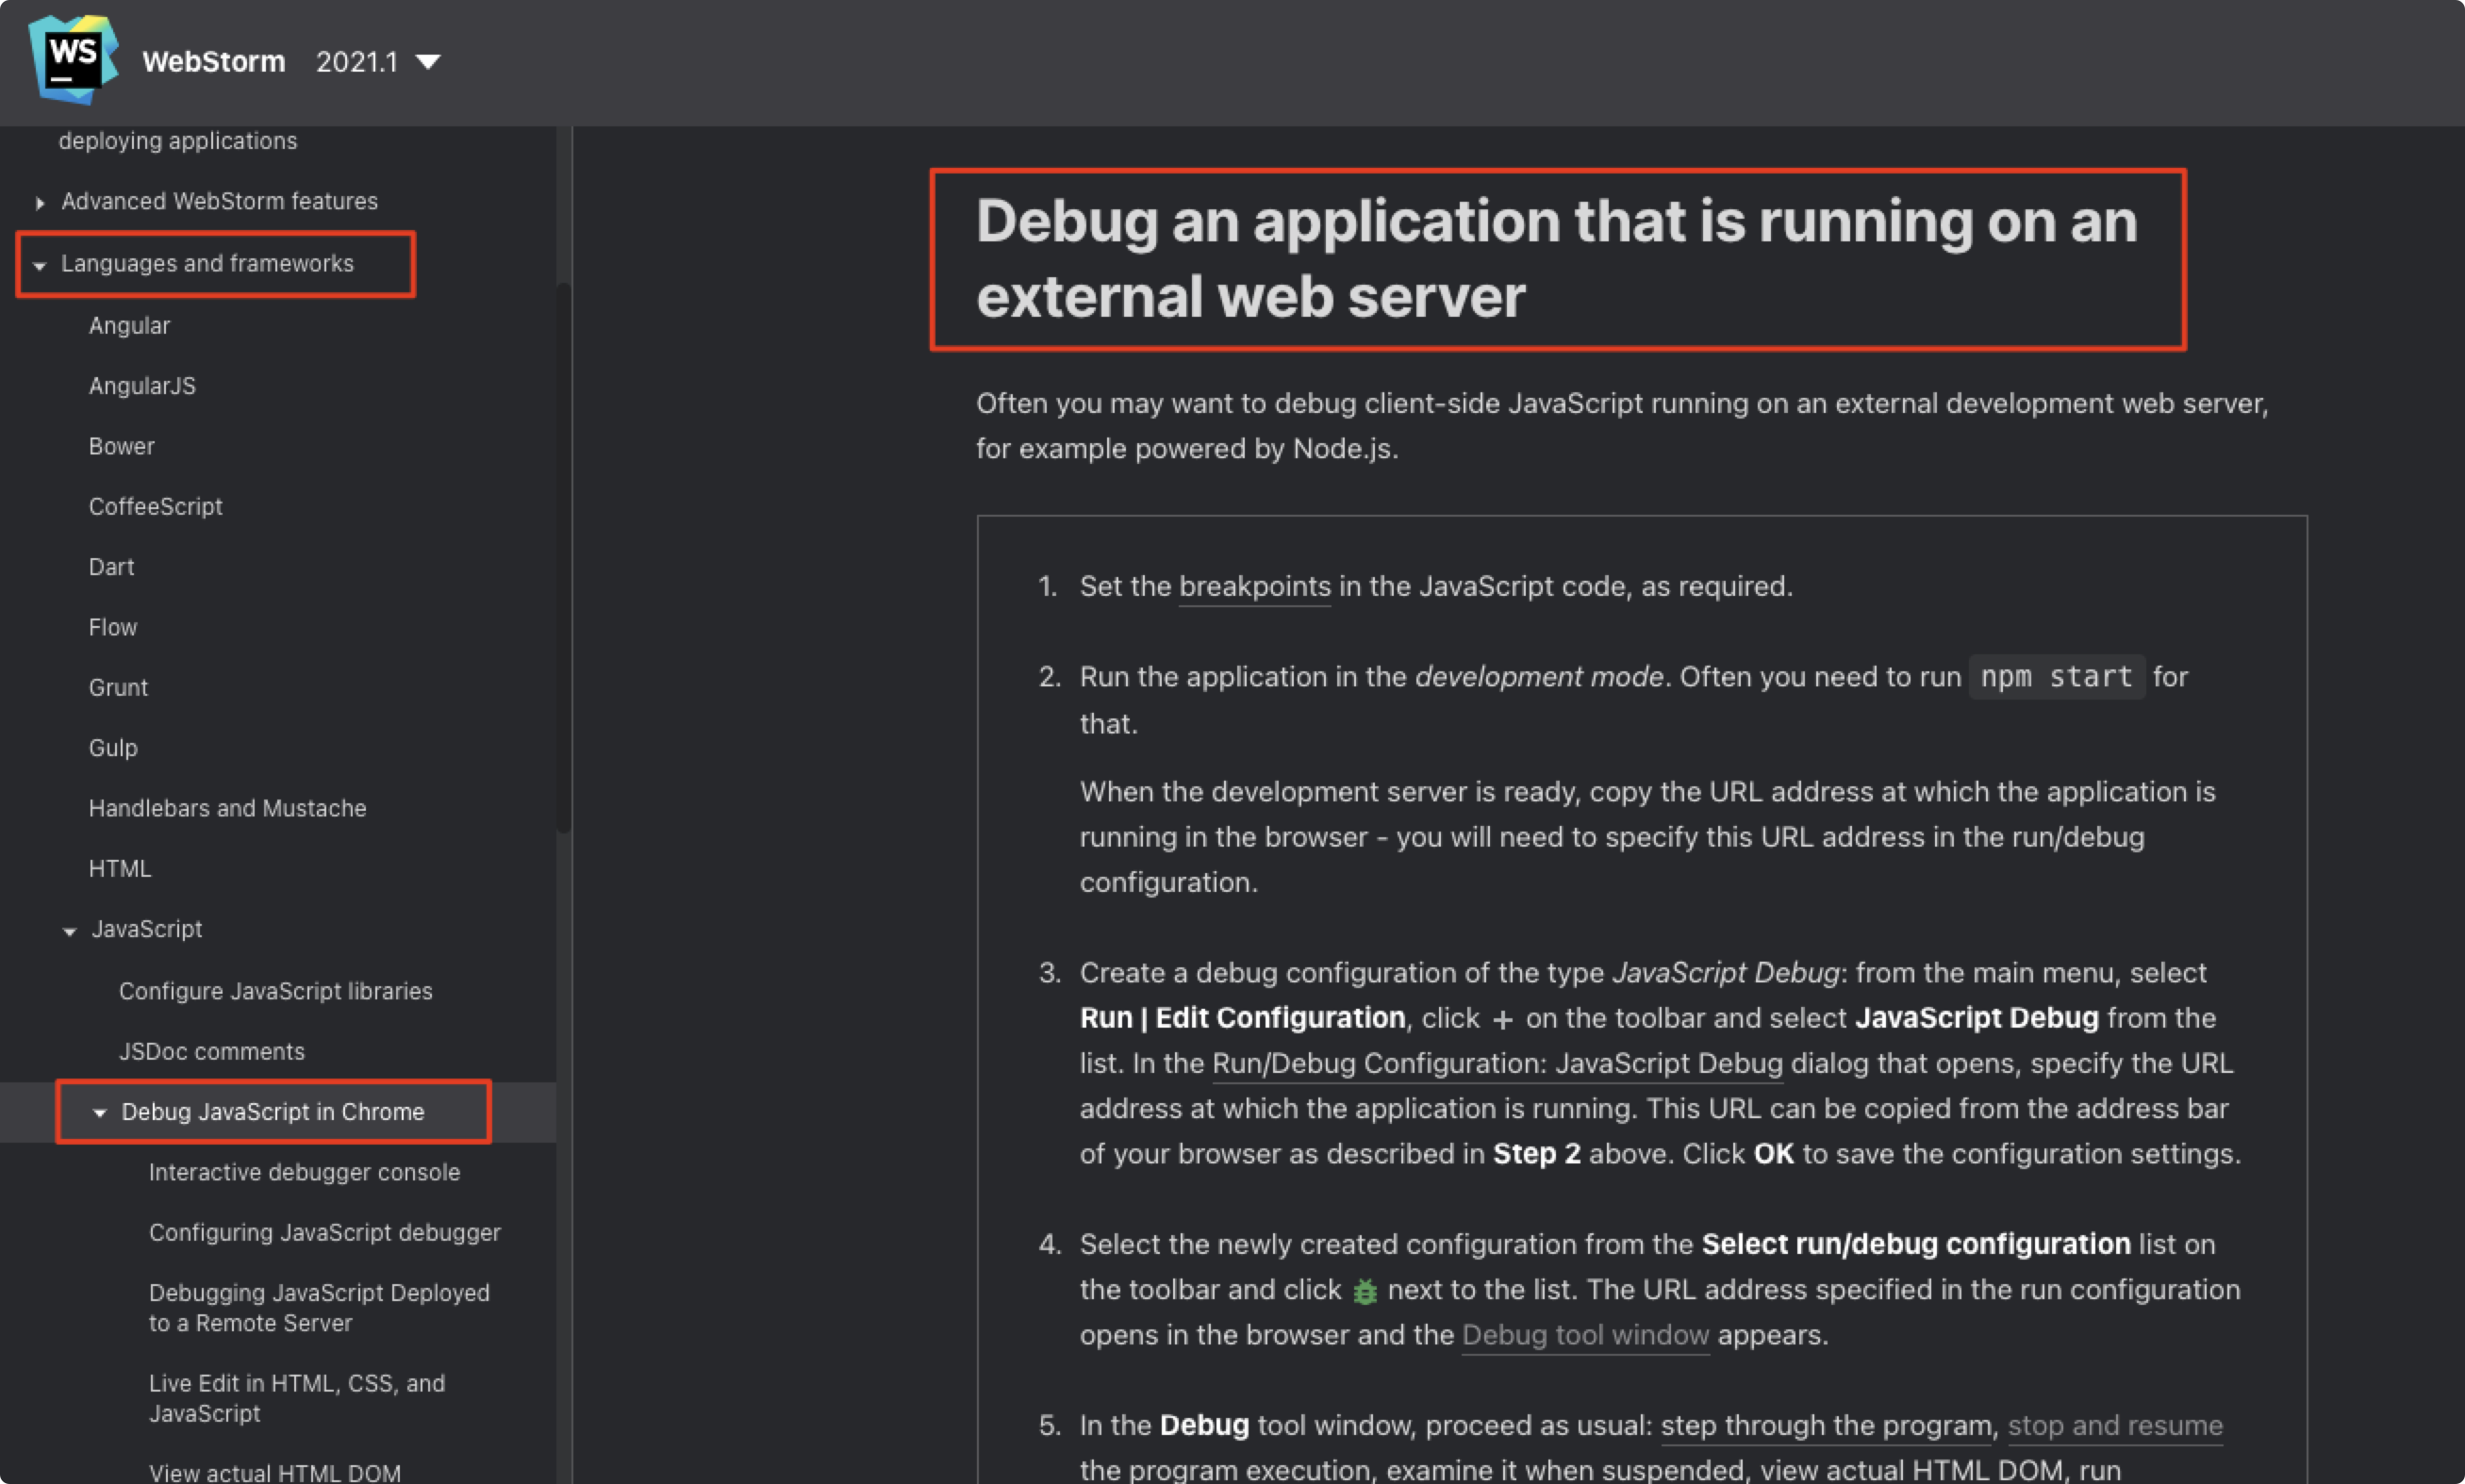 WS
WebStorm 2021.1
deploying applications
Advanced WebStorm features
Languages and frameworks
Angular
AngularJS
Bower
CoffeeScript
Dart
Flow
Grunt
Gulp
Handlebars and Mustache
HTML
JavaScript
Configure JavaScript libraries
JSDoc comments
Debug JavaScript in Chrome
Interactive debugger console
Configuring JavaScript debugger
Debugging JavaScript Deployed
to a Remote Server
Live Edit in HTML, CSS, and
JavaScript
View actual HTML DOM
Debug an application that is running on an
external web server
Often you may want to debug client-side JavaScript running on an external development web server,
for example powered by Node.js.
1. Set the breakpoints in the JavaScript code, as required.
2. Run the application in the development mode. Often you need to run npm start for
that.
When the development server is ready, copy the URL address at which the application is
running in the browser - you will need to specify this URL address in the run/debug
configuration.
3. Create a debug configuration of the type JavaScript Debug: from the main menu, select
Run | Edit Configuration, click + on the toolbar and select JavaScript Debug from the
list. In the Run/Debug Configuration: JavaScript Debug dialog that opens, specify the URL
address at which the application is running. This URL can be copied from the address bar
of your browser as described in Step 2 above. Click OK to save the configuration settings.
4. Select the newly created configuration from the Select run/debug configuration list on
the toolbar and click next to the list. The URL address specified in the run configuration
opens in the browser and the Debug tool window appears.
5. In the Debug tool window, proceed as usual: step through the program, stop and resume
the program execution, examine it when suspended, view actual HTML DOM, run